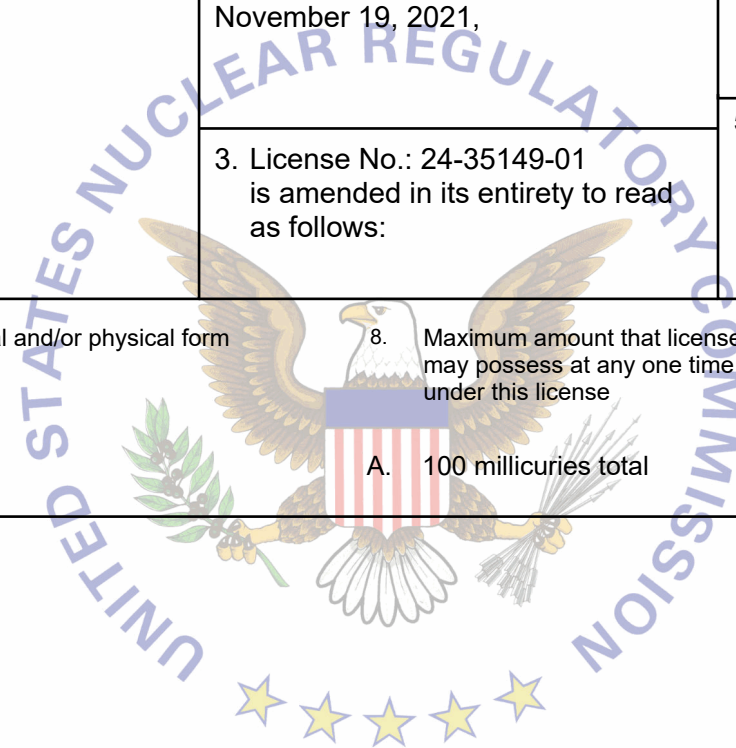 November 19, 2021,
3. License No.: 24-35149-01
is amended in its entirety to read
as follows:
and/or physical form
8. Maximum amount that license
may possess at any one time
under this license
A. 100 millicuries total
UNITED STATES NUCLEAR REGULATORY COMMISSION